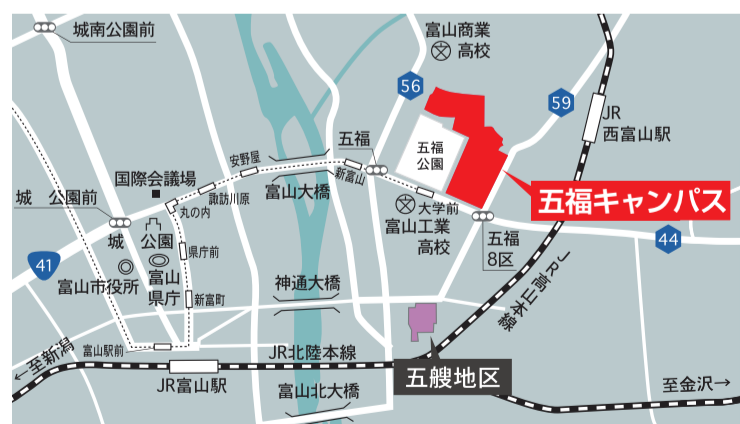 城南公園前
富山商業
高校
56
59
JR
西富山駅
五福
五福
公園
安野屋
国際会議場
諏訪川原
富山大橋
新富山
五福キャンパス
城 公園前
丸の内
大学前
富山工業
高校
五福
8区
44
城 公園
県庁前
41
富山市役所
富山
県庁
新富町
神通大橋
JR高山本線
富山駅前
JR北陸本線
五艘地区
←至新潟
JR富山駅
富山北大橋
至金沢→